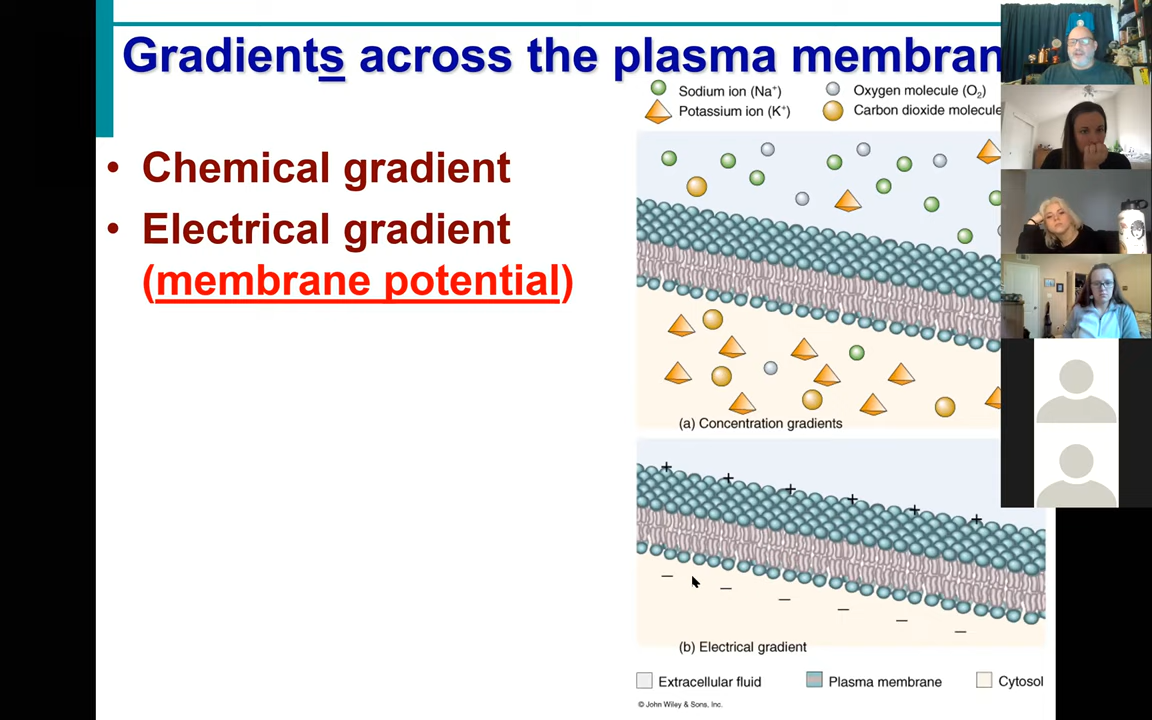 Gradients across the plasma membran
Sodium ion (Na⁺)
Oxygen molecule (O₂)
Potassium ion (K⁺)
Carbon dioxide molecule
• Chemical gradient
• Electrical gradient
(membrane potential)
(a) Concentration gradients
+ + + + + +
– – – – – –
(b) Electrical gradient
Extracellular fluid
Plasma membrane
Cytosol
© John Wiley & Sons, Inc.